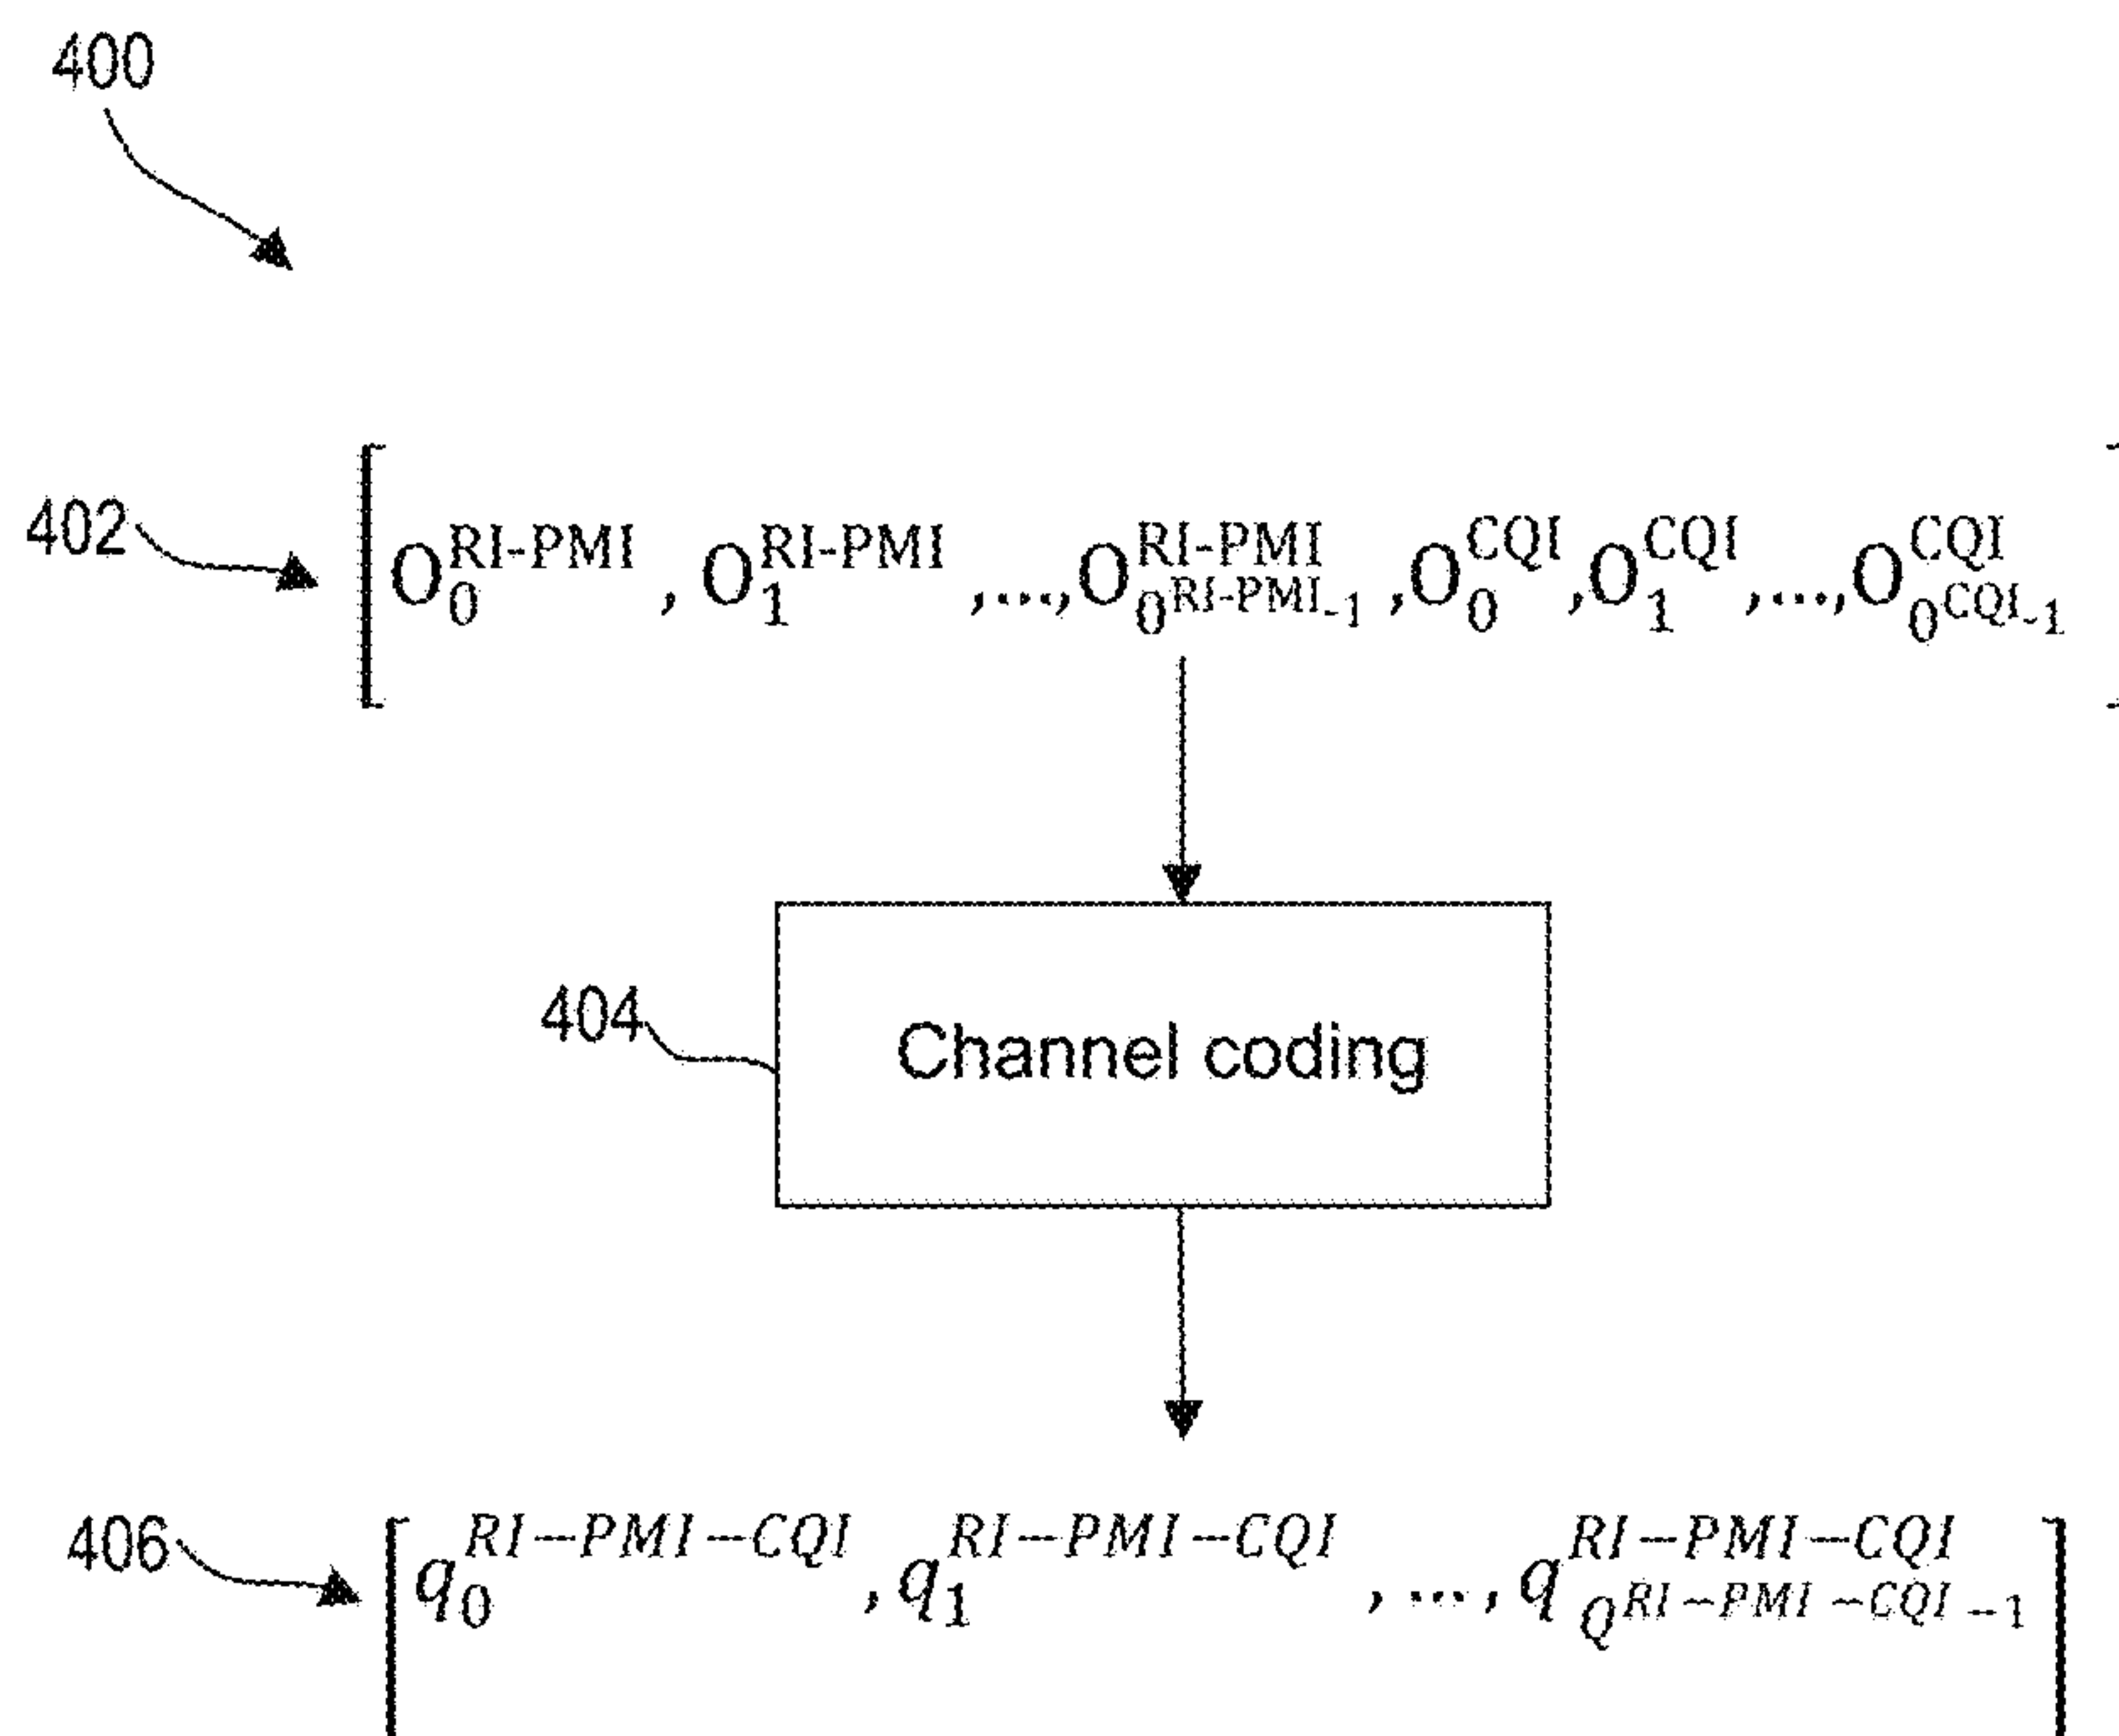 400
402 [O_0^{RI-PMI}, O_1^{RI-PMI},...,O_{0^{RI-PMI}-1}^{RI-PMI},O_0^{CQI},O_1^{CQI},...,O_{0^{CQI}-1}^{CQI}]
404 Channel coding
406 [q_0^{RI-PMI-CQI},q_1^{RI-PMI-CQI},...,q_{Q^{RI-PMI-CQI}-1}^{RI-PMI-CQI}]